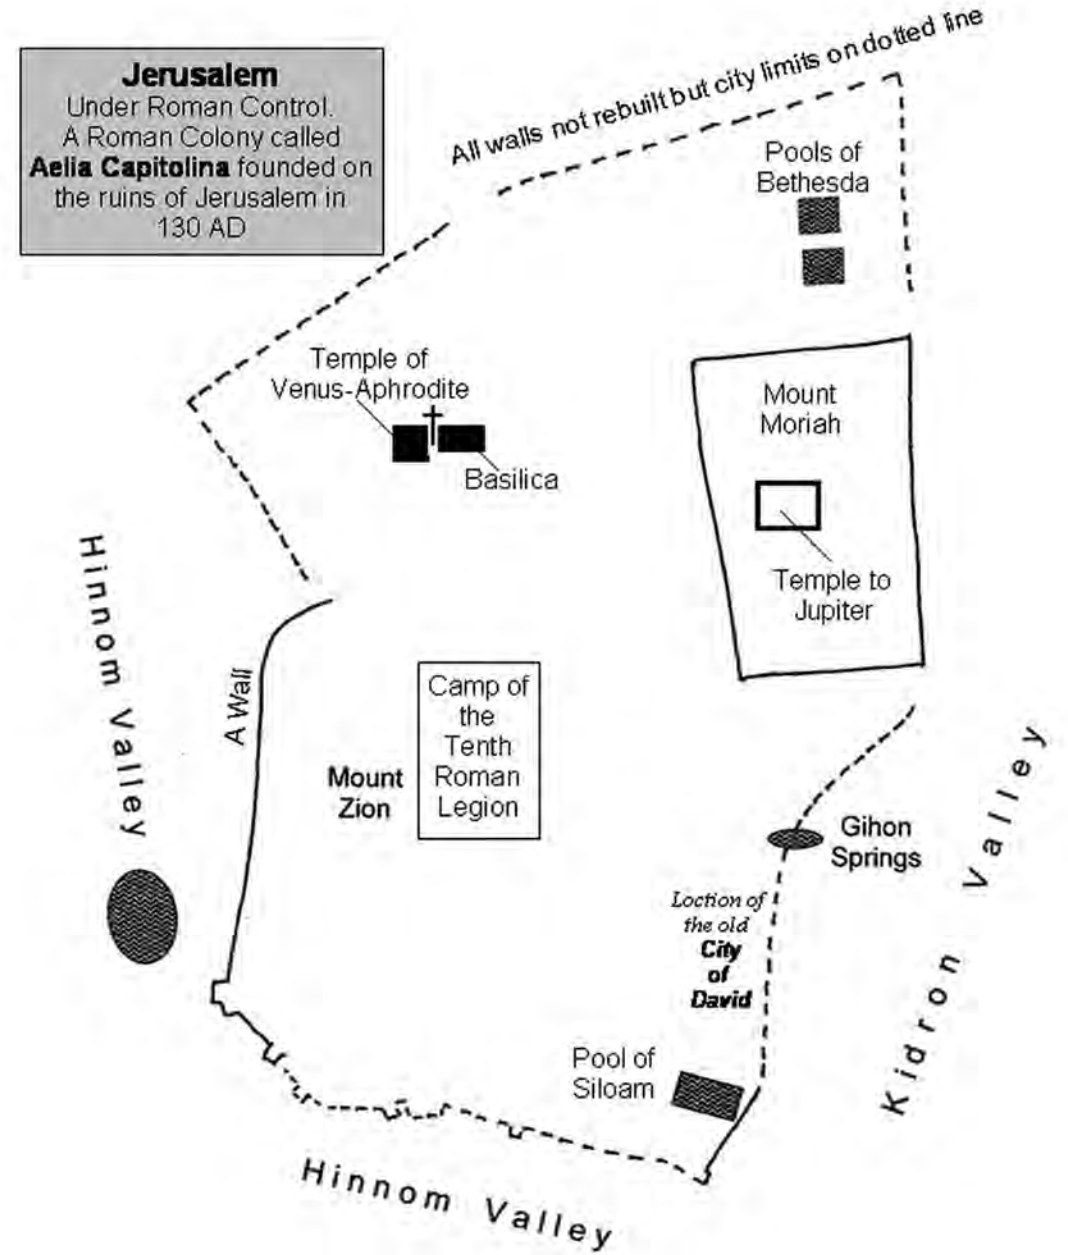 Jerusalem
Under Roman Control.
A Roman Colony called
Aelia Capitolina founded on
the ruins of Jerusalem in
130 AD
All walls not rebuilt but city limits on dotted line
Pools of
Bethesda
Temple of
Venus-Aphrodite
Basilica
Mount
Moriah
Temple to
Jupiter
Hinnom Valley
A Wall
Camp of
the
Tenth
Roman
Legion
Mount
Zion
Gihon
Springs
Kidron Valley
Loction of
the old
City
of
David
Pool of
Siloam
Hinnom Valley